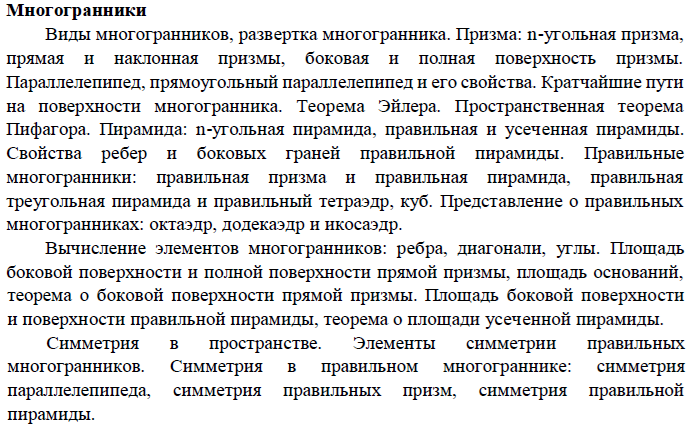 Многогранники
Виды многогранников, развертка многогранника. Призма: n-угольная призма,
прямая и наклонная призмы, боковая и полная поверхность призмы.
Параллелепипед, прямоугольный параллелепипед и его свойства. Кратчайшие пути
на поверхности многогранника. Теорема Эйлера. Пространственная теорема
Пифагора. Пирамида: n-угольная пирамида, правильная и усеченная пирамиды.
Свойства ребер и боковых граней правильной пирамиды. Правильные
многогранники: правильная призма и правильная пирамида, правильная
треугольная пирамида и правильный тетраэдр, куб. Представление о правильных
многогранниках: октаэдр, додекаэдр и икосаэдр.
Вычисление элементов многогранников: ребра, диагонали, углы. Площадь
боковой поверхности и полной поверхности прямой призмы, площадь оснований,
теорема о боковой поверхности прямой призмы. Площадь боковой поверхности
и поверхности правильной пирамиды, теорема о площади усеченной пирамиды.
Симметрия в пространстве. Элементы симметрии правильных
многогранников. Симметрия в правильном многограннике: симметрия
параллелепипеда, симметрия правильных призм, симметрия правильной
пирамиды.